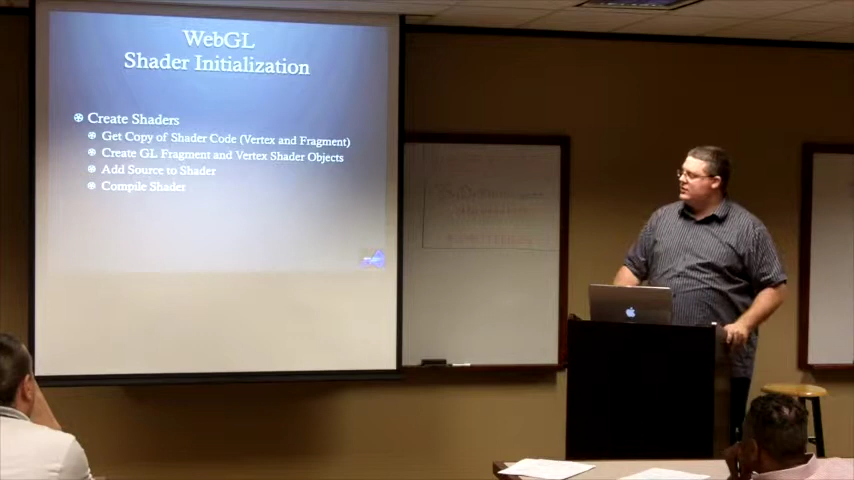 WebGL
Shader Initialization
Create Shaders
Get Copy of Shader Code (Vertex and Fragment)
Create GL Fragment and Vertex Shader Objects
Add Source to Shader
Compile Shader